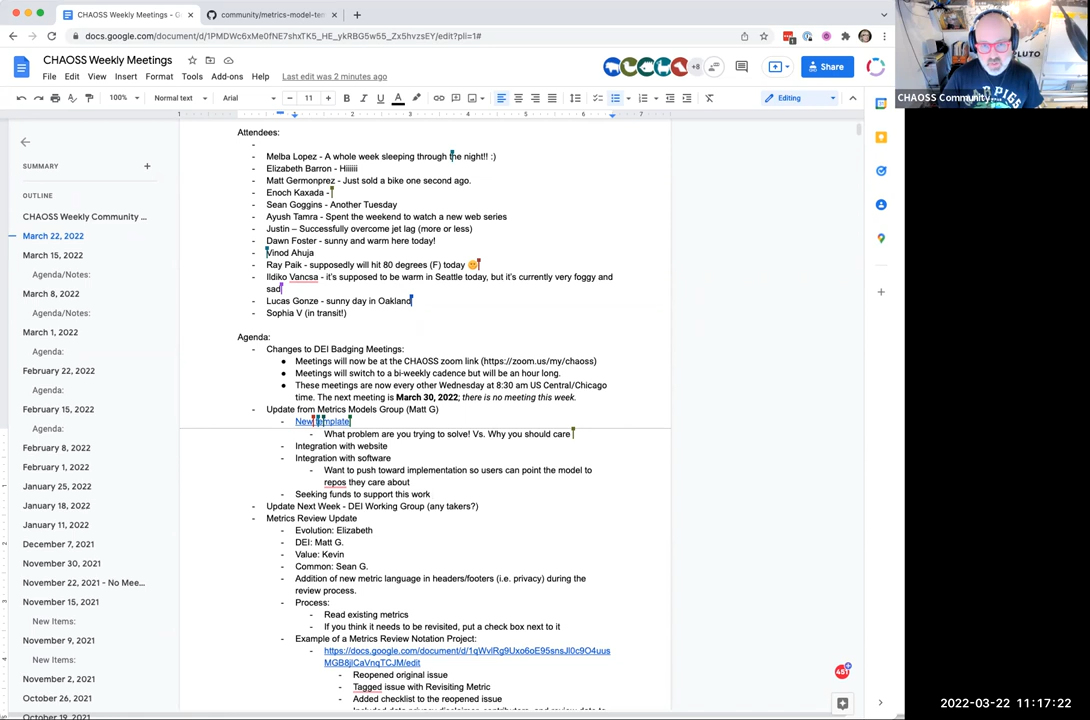 CHAOSS Weekly Meetings - G
community/metrics-model-tem
docs.google.com/document/d/1PMDWc6xMe0fNE7shxTK5_HE_ykRBG5w55_Zx5hvzsEY/edit?pli=1#
CHAOSS Weekly Meetings
File Edit View Insert Format Tools Add-ons Help Last edit was 2 minutes ago
+8
Share
100% Normal text Arial 11 Editing
SUMMARY
OUTLINE
CHAOSS Weekly Community ...
March 22, 2022
March 15, 2022
Agenda/Notes:
March 8, 2022
Agenda/Notes:
March 1, 2022
Agenda:
February 22, 2022
Agenda:
February 15, 2022
Agenda:
February 8, 2022
February 1, 2022
January 25, 2022
January 18, 2022
January 11, 2022
December 7, 2021
November 30, 2021
November 22, 2021 - No Mee...
November 15, 2021
New Items:
November 9, 2021
New Items:
November 2, 2021
October 26, 2021
October 19, 2021
Attendees:
-
- Melba Lopez - A whole week sleeping through the night!! :)
- Elizabeth Barron - Hiiiiii
- Matt Germonprez - Just sold a bike one second ago.
- Enoch Kaxada -
- Sean Goggins - Another Tuesday
- Ayush Tamra - Spent the weekend to watch a new web series
- Justin – Successfully overcome jet lag (more or less)
- Dawn Foster - sunny and warm here today!
- Vinod Ahuja
- Ray Paik - supposedly will hit 80 degrees (F) today 🤭
- Ildiko Vancsa - it's supposed to be warm in Seattle today, but it's currently very foggy and
sad
- Lucas Gonze - sunny day in Oakland
- Sophia V (in transit!)
Agenda:
- Changes to DEI Badging Meetings:
● Meetings will now be at the CHAOSS zoom link (https://zoom.us/my/chaoss)
● Meetings will switch to a bi-weekly cadence but will be an hour long.
● These meetings are now every other Wednesday at 8:30 am US Central/Chicago
time. The next meeting is March 30, 2022; there is no meeting this week.
- Update from Metrics Models Group (Matt G)
- New template
- What problem are you trying to solve! Vs. Why you should care
- Integration with website
- Integration with software
- Want to push toward implementation so users can point the model to
repos they care about
- Seeking funds to support this work
- Update Next Week - DEI Working Group (any takers?)
- Metrics Review Update
- Evolution: Elizabeth
- DEI: Matt G.
- Value: Kevin
- Common: Sean G.
- Addition of new metric language in headers/footers (i.e. privacy) during the
review process.
- Process:
- Read existing metrics
- If you think it needs to be revisited, put a check box next to it
- Example of a Metrics Review Notation Project:
- https://docs.google.com/document/d/1qWvlRg9Uxo6oE95snsJl0c9O4uus
MGB8jlCaVnqTCJM/edit
- Reopened original issue
- Tagged issue with Revisiting Metric
- Added checklist to the reopened issue
CHAOSS Community
2022-03-22 11:17:22